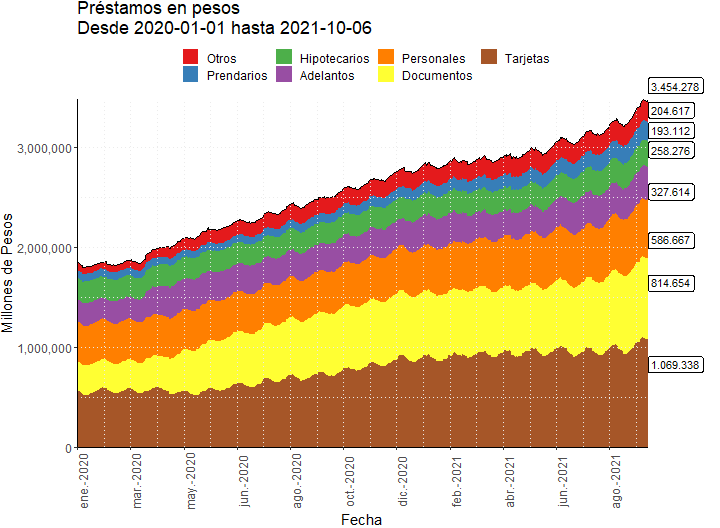 Préstamos en pesos
Desde 2020-01-01 hasta 2021-10-06
Otros Hipotecarios Personales Tarjetas
Prendarios Adelantos Documentos
3.454.278
204.617
193.112
258.276
327.614
586.667
814.654
1.069.338
3,000,000
2,000,000
1,000,000
0
Millones de Pesos
ene.-2020 mar.-2020 may.-2020 jul.-2020 ago.-2020 oct.-2020 dic.-2020 feb.-2021 abr.-2021 jun.-2021 ago.-2021
Fecha